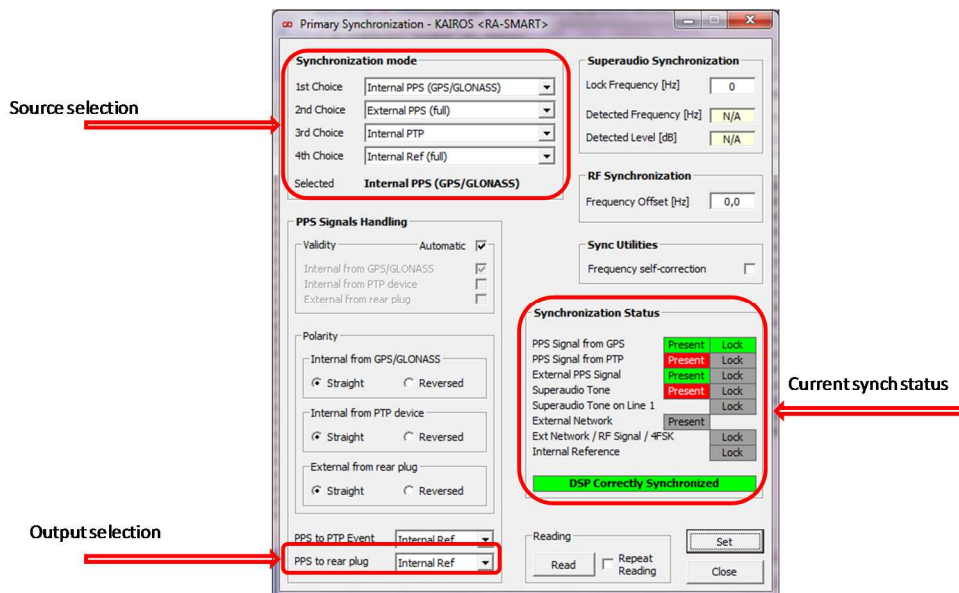 Primary Synchronization - KAIROS <RA-SMART>
Source selection
Synchronization mode
1st Choice Internal PPS (GPS/GLONASS)
2nd Choice External PPS (full)
3rd Choice Internal PTP
4th Choice Internal Ref (full)
Selected Internal PPS (GPS/GLONASS)
Superaudio Synchronization
Lock Frequency [Hz] 0
Detected Frequency [Hz] N/A
Detected Level [dB] N/A
RF Synchronization
Frequency Offset [Hz] 0,0
Sync Utilities
Frequency self-correction
PPS Signals Handling
Validity Automatic
Internal from GPS/GLONASS
Internal from PTP device
External from rear plug
Polarity
Internal from GPS/GLONASS
Straight Reversed
Internal from PTP device
Straight Reversed
External from rear plug
Straight Reversed
Synchronization Status
PPS Signal from GPS Present Lock
PPS Signal from PTP Present Lock
External PPS Signal Present Lock
Superaudio Tone Present Lock
Superaudio Tone on Line 1 Lock
External Network Present
Ext Network / RF Signal / 4FSK Lock
Internal Reference Lock
DSP Correctly Synchronized
Current synch status
Output selection
PPS to PTP Event Internal Ref
PPS to rear plug Internal Ref
Reading
Read Repeat Reading
Set
Close